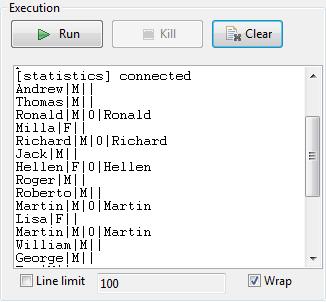 Execution
Run
Kill
Clear
[statistics] connected
Andrew|M||
Thomas|M||
Ronald|M|0|Ronald
Milla|F||
Richard|M|0|Richard
Jack|M||
Hellen|F|0|Hellen
Roger|M||
Roberto|M||
Martin|M|0|Martin
Lisa|F||
Martin|M|0|Martin
William|M||
George|M||
Line limit
100
Wrap